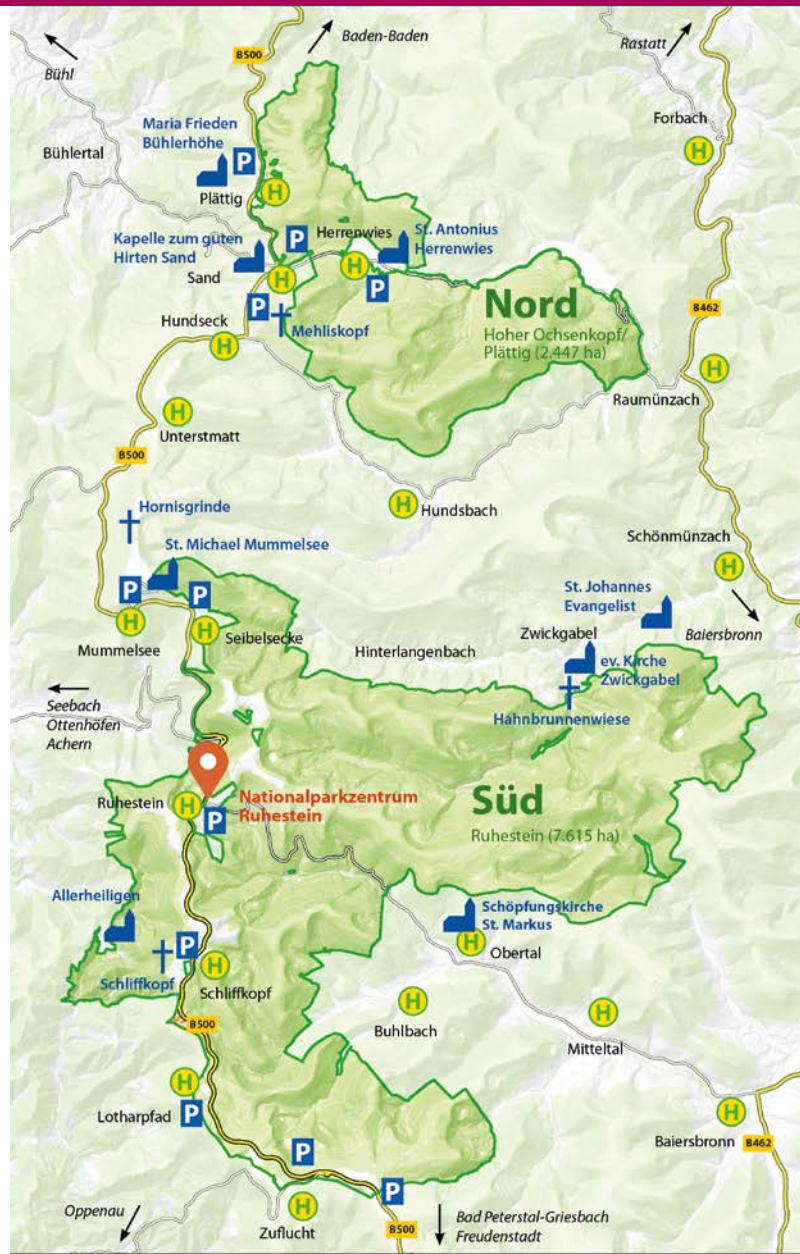 Baden-Baden
Rastatt
B500
Bühl
Forbach
Maria Frieden
Bühlerhöhe
P
Bühlertal
H
Plättig
H
Kapelle zum guten
Hirten Sand
P
Herrenwies
St. Antonius
Herrenwies
Sand
H
H
P
Nord
Hoher Ochsenkopf/
Plättig (2.447 ha)
P
Mehliskopf
Hundseck
H
B462
H
Raumünzach
H
Unterstmatt
B500
H
Hundsbach
Hornisgrinde
St. Michael Mummelsee
Schönmünzach
H
P
P
St. Johannes
Evangelist
H
Mummelsee
H
Seibelsecke
Hinterlangenbach
Zwickgabel
Baiersbronn
ev. Kirche
Zwickgabel
Hahnbrunnenwiese
Seebach
Ottenhöfen
Achern
Ruhestein
H
P
Nationalparkzentrum
Ruhestein
Süd
Ruhestein (7.615 ha)
Allerheiligen
Schöpfungskirche
St. Markus
H
Obertal
P
Schliffkopf
H
Schliffkopf
B500
H
Buhlbach
H
Mitteltal
H
Lotharpfad
P
H
Baiersbronn
B462
P
P
Oppenau
H
Zuflucht
B500
Bad Peterstal-Griesbach
Freudenstadt